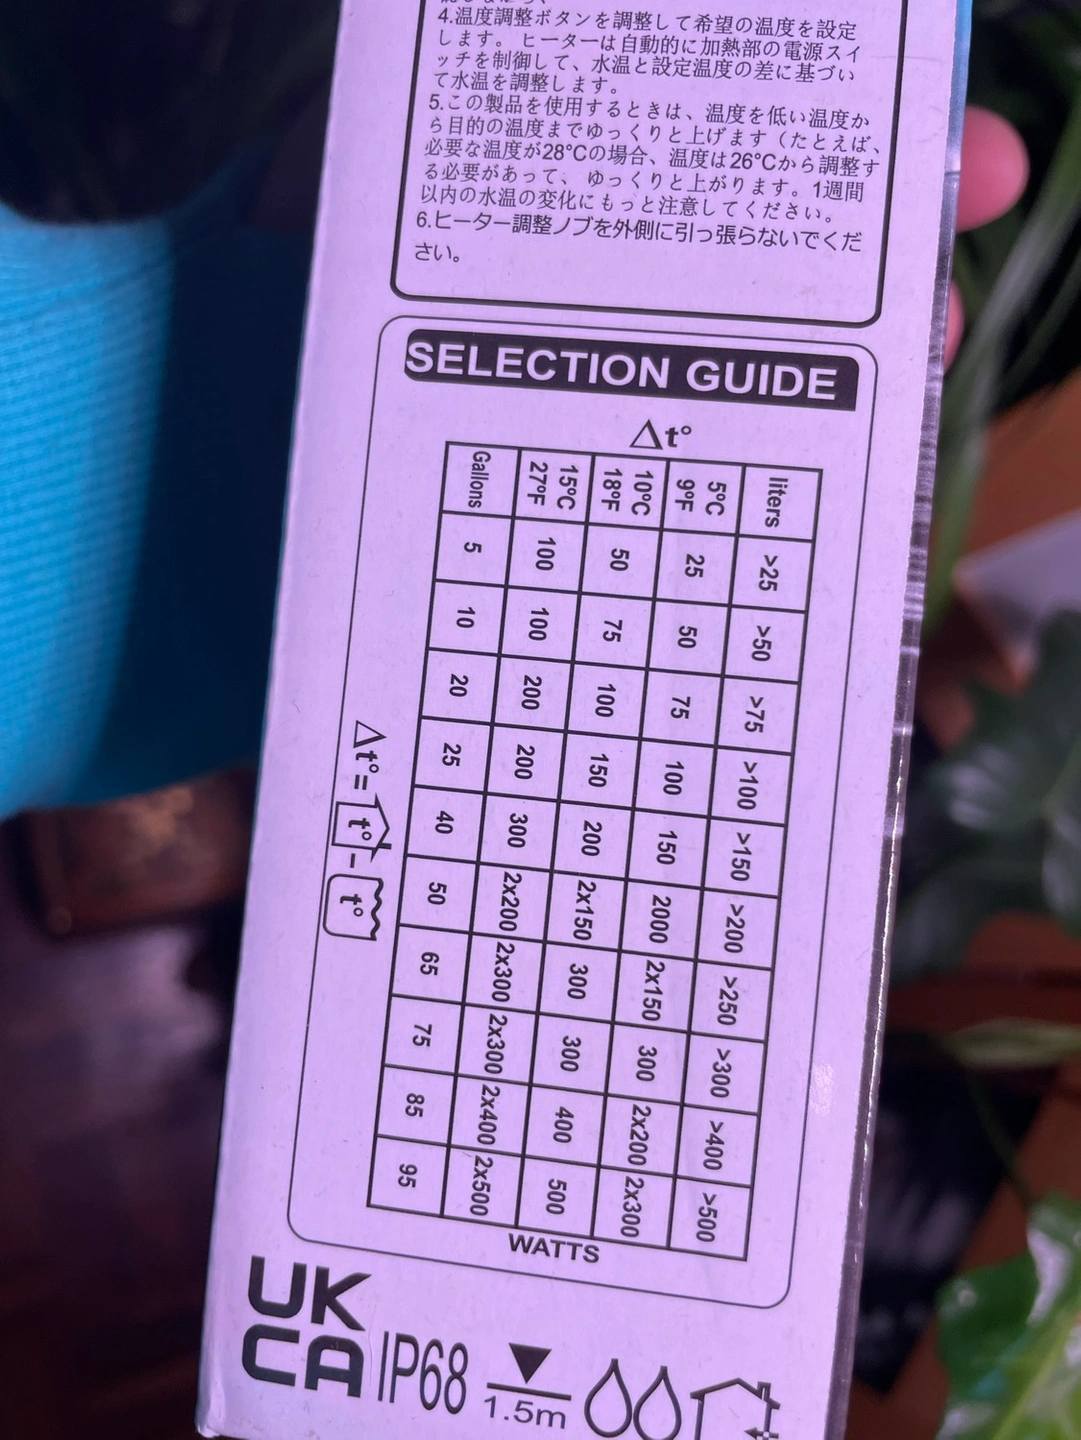 4.温度調整ボタンを調整して希望の温度を設定
します。 ヒーターは自動的に加熱部の電源スイ
ッチを制御して、水温と設定温度の差に基づい
て水温を調整します。
5.この製品を使用するときは、温度を低い温度か
ら目的の温度までゆっくりと上げます（たとえば、
必要な温度が28°Cの場合、温度は26°Cから調整す
る必要があって、 ゆっくりと上がります。1週間
以内の水温の変化にもっと注意してください。
6.ヒーター調整ノブを外側に引っ張らないでくだ
さい。
SELECTION GUIDE
Δt°
liters >25 >50 >75 >100 >150 >200 >250 >300 >400 >500
5°C 9°F 25 50 75 100 150 2000 2x150 300 2x200 2x300
10°C 18°F 50 75 100 150 200 2x150 300 300 400 500
15°C 27°F 100 100 200 200 300 2x200 2x300 2x300 2x400 2x500
Gallons 5 10 20 25 40 50 65 75 85 95
Δt°= t° - t°
WATTS
UK
CA IP68
1.5m